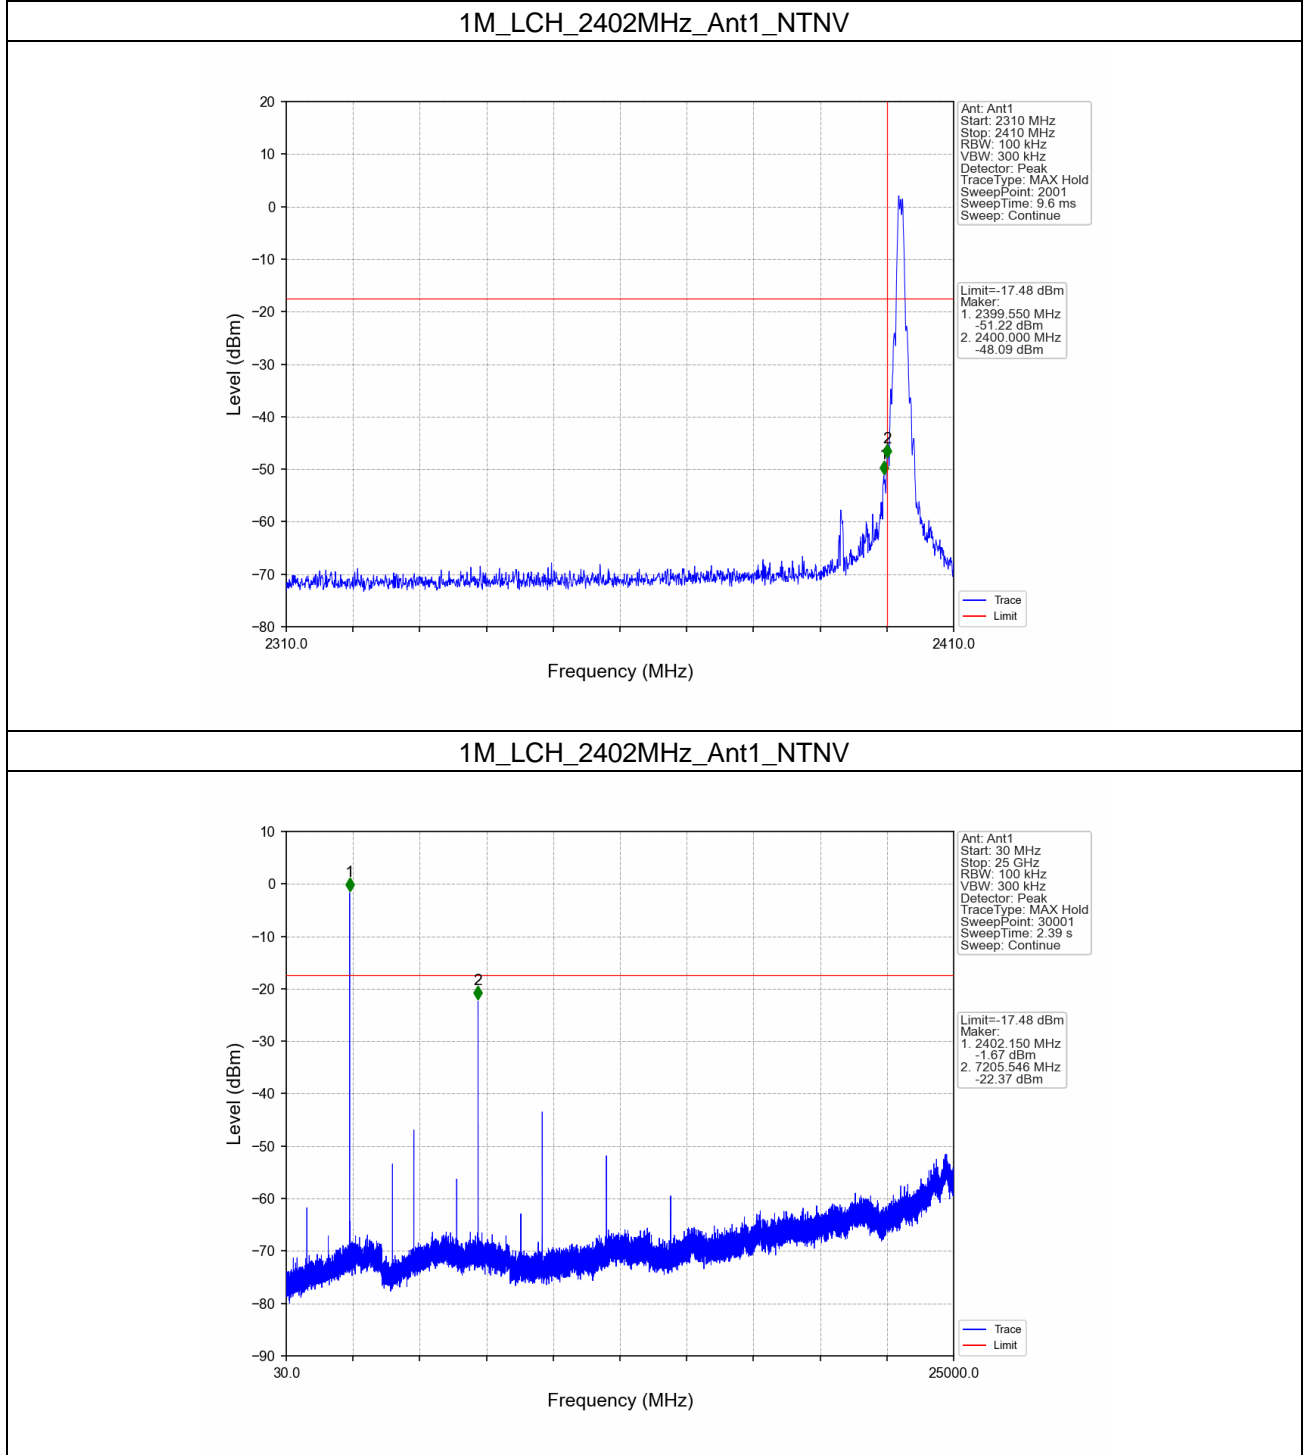 1M_LCH_2402MHz_Ant1_NTNV
20
10
0
−10
−20
−30
−40
−50
−60
−70
−80
Level (dBm)
2310.0
2410.0
Frequency (MHz)
1
2
Ant: Ant1
Start: 2310 MHz
Stop: 2410 MHz
RBW: 100 kHz
VBW: 300 kHz
Detector: Peak
TraceType: MAX Hold
SweepPoint: 2001
SweepTime: 9.6 ms
Sweep: Continue
Limit=-17.48 dBm
Maker:
1. 2399.550 MHz
-51.22 dBm
2. 2400.000 MHz
-48.09 dBm
Trace
Limit
1M_LCH_2402MHz_Ant1_NTNV
10
0
−10
−20
−30
−40
−50
−60
−70
−80
−90
Level (dBm)
30.0
25000.0
Frequency (MHz)
1
2
Ant: Ant1
Start: 30 MHz
Stop: 25 GHz
RBW: 100 kHz
VBW: 300 kHz
Detector: Peak
TraceType: MAX Hold
SweepPoint: 30001
SweepTime: 2.39 s
Sweep: Continue
Limit=-17.48 dBm
Maker:
1. 2402.150 MHz
-1.67 dBm
2. 7205.546 MHz
-22.37 dBm
Trace
Limit